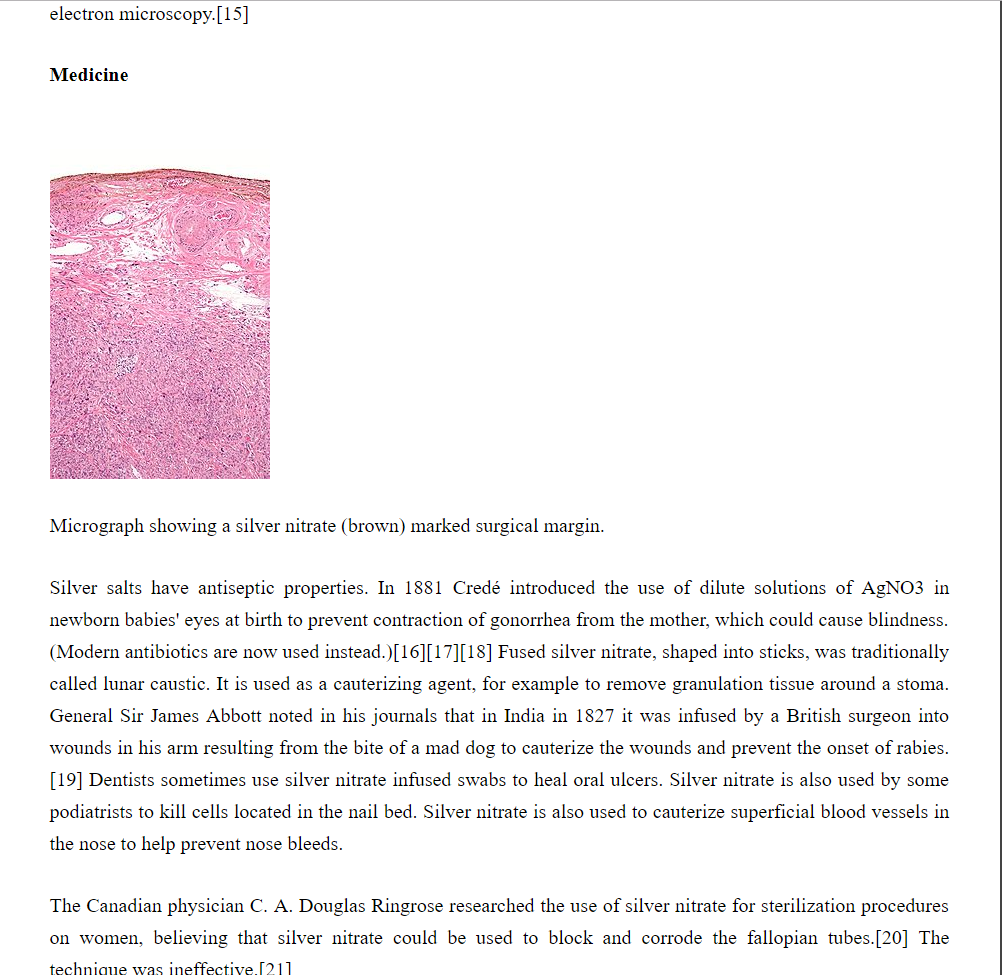 electron microscopy.[15]
Medicine
Micrograph showing a silver nitrate (brown) marked surgical margin.
Silver salts have antiseptic properties. In 1881 Credé introduced the use of dilute solutions of AgNO3 in
newborn babies' eyes at birth to prevent contraction of gonorrhea from the mother, which could cause blindness.
(Modern antibiotics are now used instead.)[16][17][18] Fused silver nitrate, shaped into sticks, was traditionally
called lunar caustic. It is used as a cauterizing agent, for example to remove granulation tissue around a stoma.
General Sir James Abbott noted in his journals that in India in 1827 it was infused by a British surgeon into
wounds in his arm resulting from the bite of a mad dog to cauterize the wounds and prevent the onset of rabies.
[19] Dentists sometimes use silver nitrate infused swabs to heal oral ulcers. Silver nitrate is also used by some
podiatrists to kill cells located in the nail bed. Silver nitrate is also used to cauterize superficial blood vessels in
the nose to help prevent nose bleeds.
The Canadian physician C. A. Douglas Ringrose researched the use of silver nitrate for sterilization procedures
on women, believing that silver nitrate could be used to block and corrode the fallopian tubes.[20] The
technique was ineffective.[21]